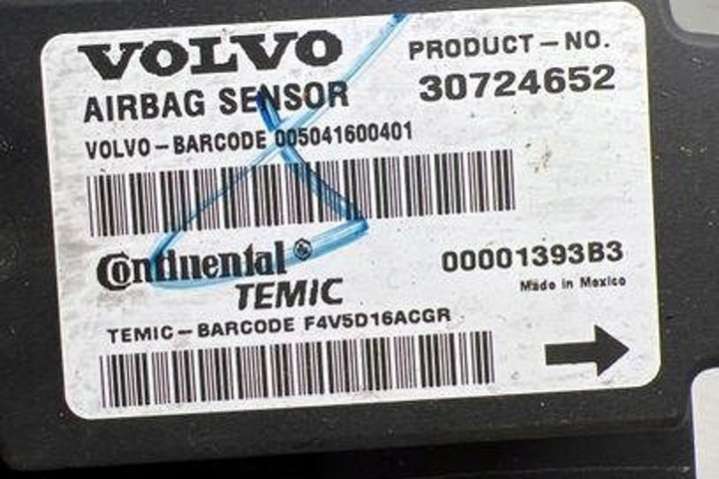 VOLVO
PRODUCT-NO.
AIRBAG SENSOR
30724652
VOLVO-BARCODE 005041600401
Continental
00001393B3
TEMIC
Made in Mexico
TEMIC-BARCODE F4V5D16ACGR